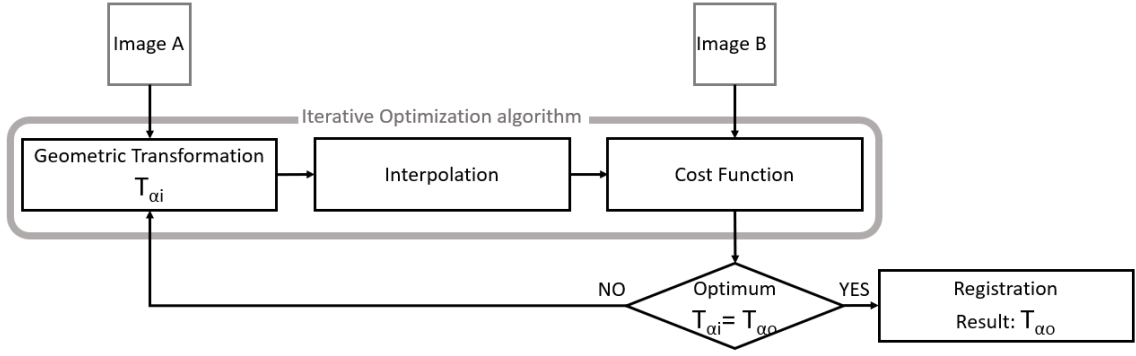 Image A
Image B
Iterative Optimization algorithm
Geometric Transformation
Tαi
Interpolation
Cost Function
NO
Optimum
Tαi= Tαo
YES
Registration
Result: Tαo